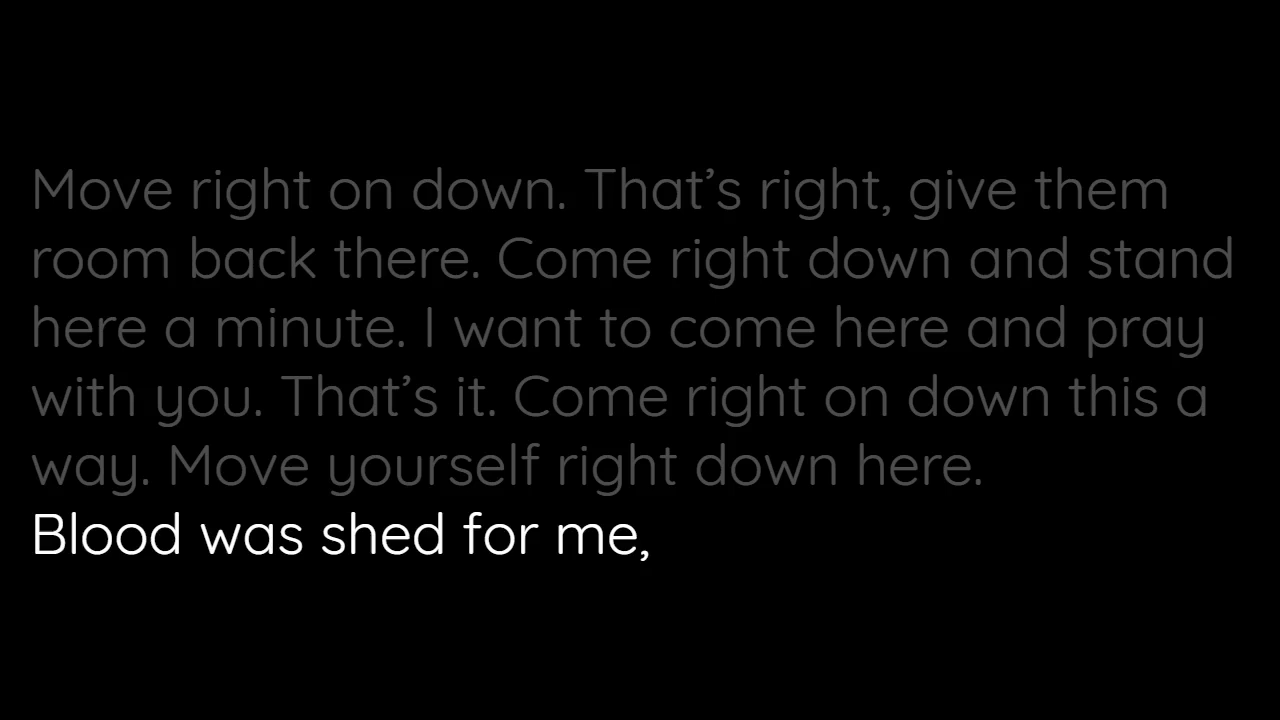 Move right on down. That’s right, give them
room back there. Come right down and stand
here a minute. I want to come here and pray
with you. That’s it. Come right on down this a
way. Move yourself right down here.
Blood was shed for me,